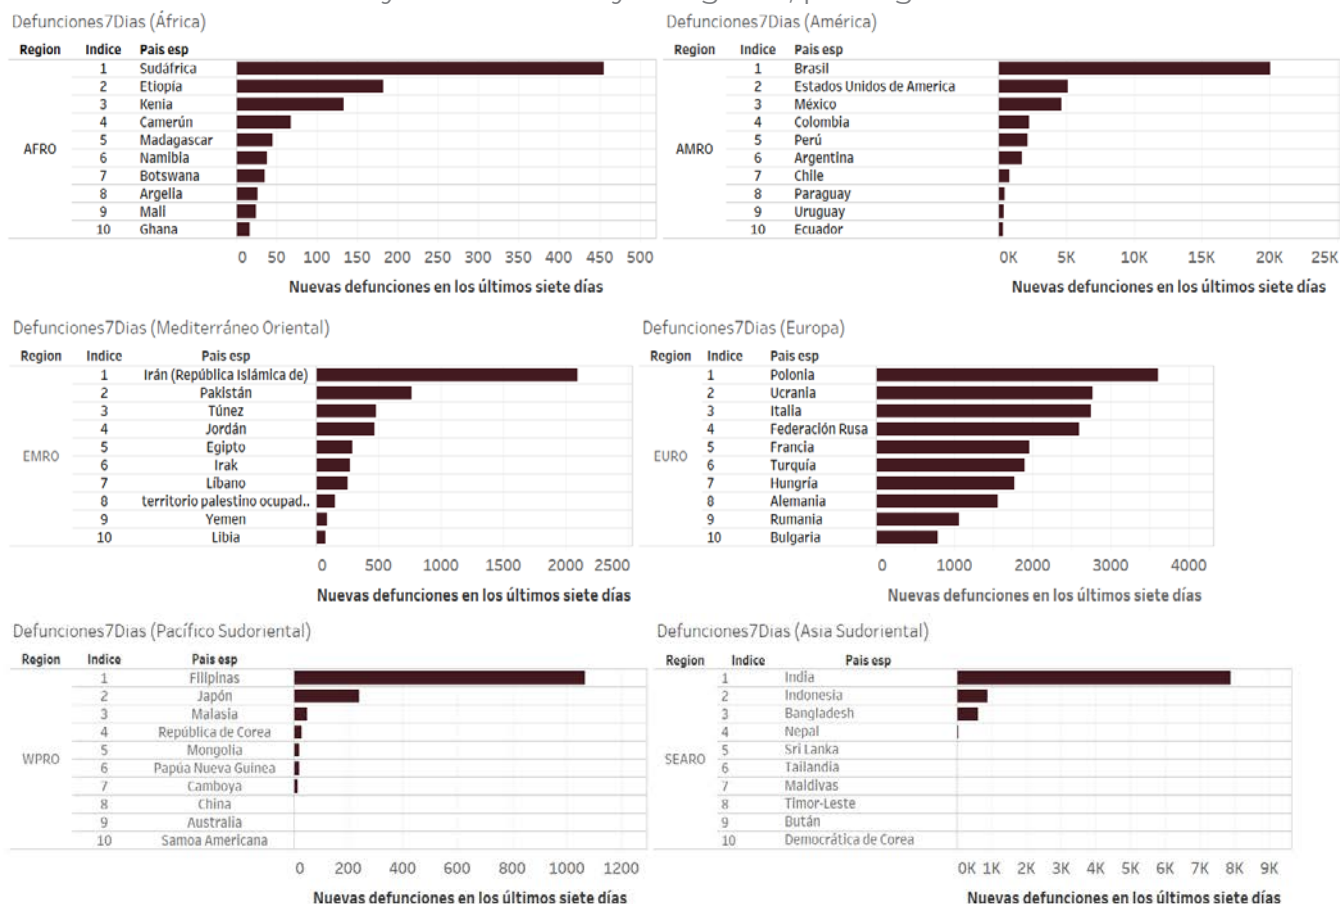 Defunciones7Dias (África)
Region Indice Pais esp
1 Sudáfrica
2 Etiopía
3 Kenia
4 Camerún
5 Madagascar
AFRO
6 Namibia
7 Botswana
8 Argelia
9 Mali
10 Ghana
0 50 100 150 200 250 300 350 400 450 500
Nuevas defunciones en los últimos siete días
Defunciones7Dias (América)
Region Indice Pais esp
1 Brasil
2 Estados Unidos de America
3 México
4 Colombia
5 Perú
AMRO
6 Argentina
7 Chile
8 Paraguay
9 Uruguay
10 Ecuador
0K 5K 10K 15K 20K 25K
Nuevas defunciones en los últimos siete días
Defunciones7Dias (Mediterráneo Oriental)
Region Indice Pais esp
1 Irán (República Islámica de)
2 Pakistán
3 Túnez
4 Jordán
5 Egipto
EMRO
6 Irak
7 Líbano
8 territorio palestino ocupad..
9 Yemen
10 Libia
0 500 1000 1500 2000 2500
Nuevas defunciones en los últimos siete días
Defunciones7Dias (Europa)
Region Indice Pais esp
1 Polonia
2 Ucrania
3 Italia
4 Federación Rusa
5 Francia
EURO
6 Turquía
7 Hungría
8 Alemania
9 Rumania
10 Bulgaria
0 1000 2000 3000 4000
Nuevas defunciones en los últimos siete días
Defunciones7Dias (Pacífico Sudoriental)
Region Indice Pais esp
1 Filipinas
2 Japón
3 Malasia
4 República de Corea
5 Mongolia
WPRO
6 Papúa Nueva Guinea
7 Camboya
8 China
9 Australia
10 Samoa Americana
0 200 400 600 800 1000 1200
Nuevas defunciones en los últimos siete días
Defunciones7Dias (Asia Sudoriental)
Region Indice Pais esp
1 India
2 Indonesia
3 Bangladesh
4 Nepal
5 Sri Lanka
SEARO
6 Tailandia
7 Maldivas
8 Timor-Leste
9 Bután
10 Democrática de Corea
0K 1K 2K 3K 4K 5K 6K 7K 8K 9K
Nuevas defunciones en los últimos siete días